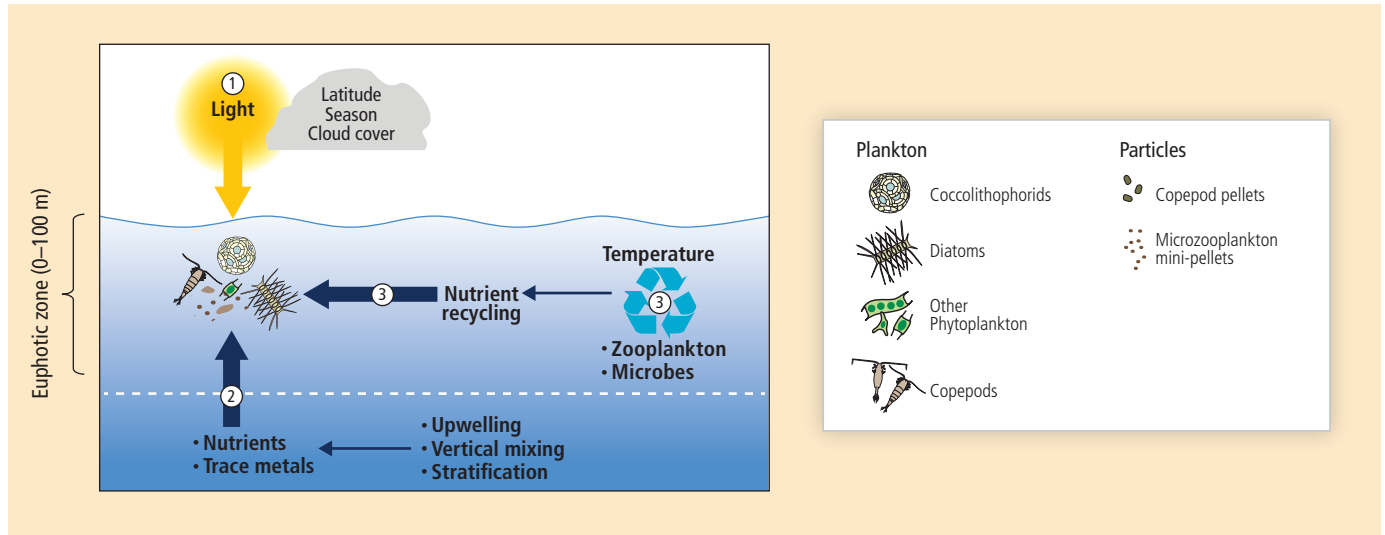 1
Light
Latitude
Season
Cloud cover
Euphotic zone (0–100 m)
Temperature
3
Nutrient
recycling
3
• Zooplankton
• Microbes
2
• Nutrients
• Trace metals
• Upwelling
• Vertical mixing
• Stratification
Plankton
Coccolithophorids
Diatoms
Other
Phytoplankton
Copepods
Particles
Copepod pellets
Microzooplankton
mini-pellets